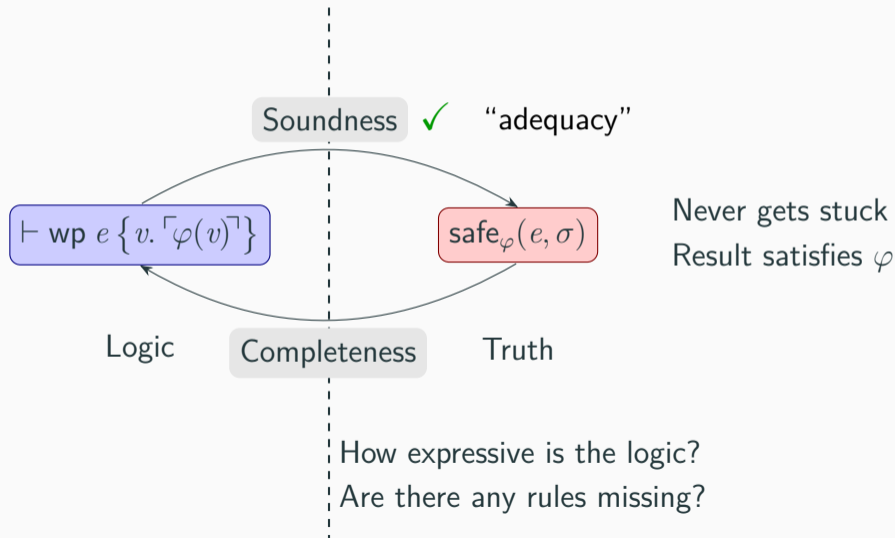 Soundness ✓ “adequacy”
⊢ wp e { v. ⌜φ(v)⌝ }
safeφ(e, σ)
Never gets stuck
Result satisfies φ
Logic
Completeness
Truth
How expressive is the logic?
Are there any rules missing?